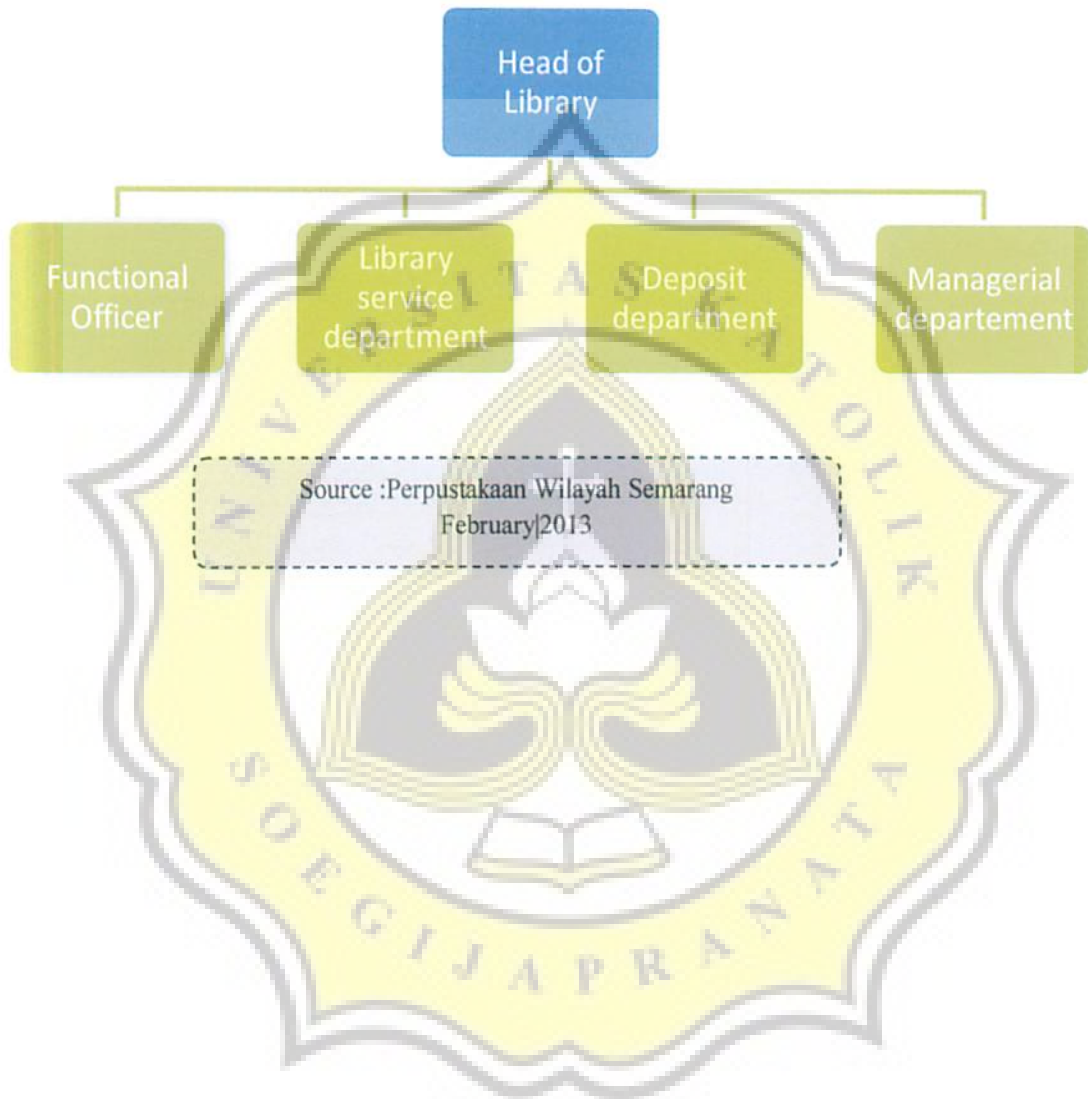 Head of
Library
Functional
Officer
Library
service
department
Deposit
department
Managerial
departement
Source :Perpustakaan Wilayah Semarang
February|2013
UNIVERSITAS KATOLIK
SOEGIJAPRANATA